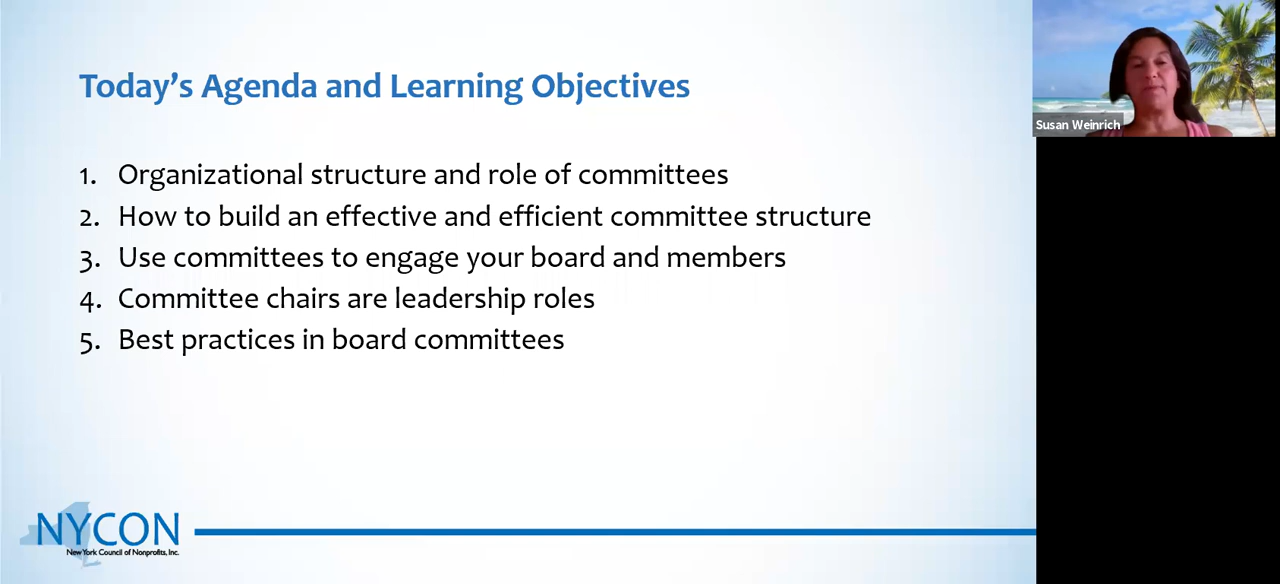 Today’s Agenda and Learning Objectives
1. Organizational structure and role of committees
2. How to build an effective and efficient committee structure
3. Use committees to engage your board and members
4. Committee chairs are leadership roles
5. Best practices in board committees
Susan Weinrich
NYCON
New York Council of Nonprofits, Inc.